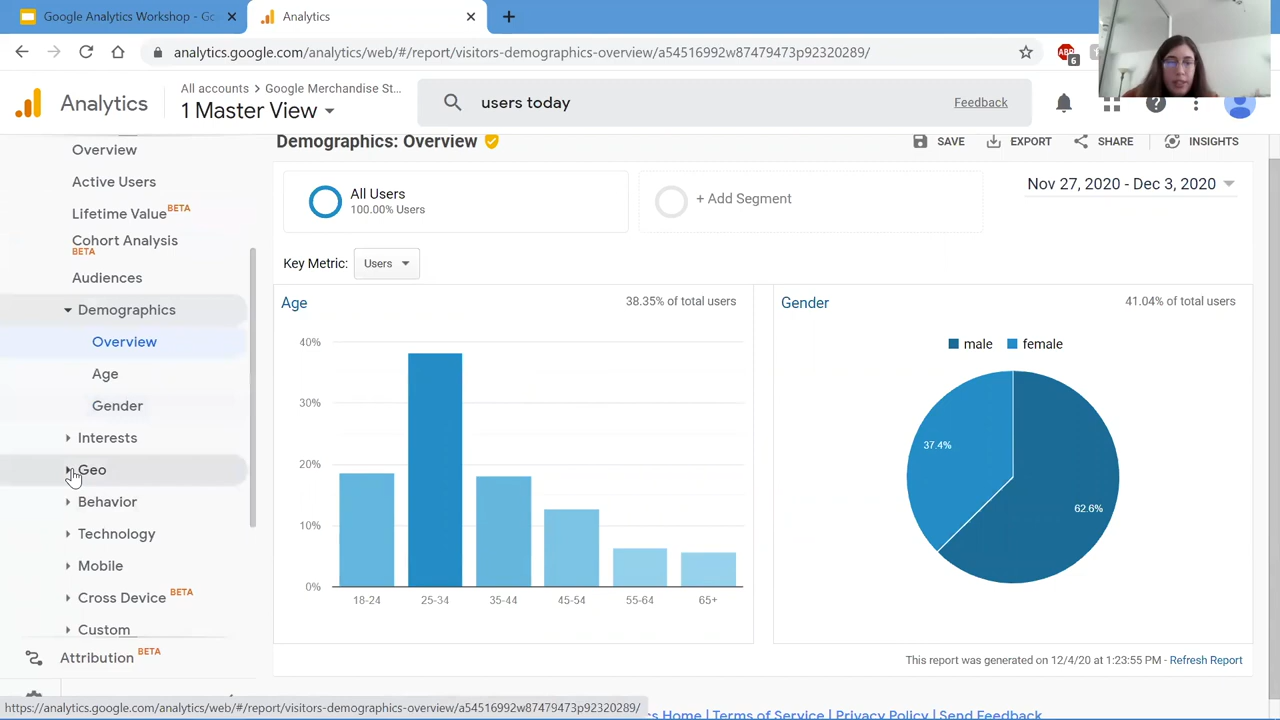 Google Analytics Workshop - Go
Analytics
analytics.google.com/analytics/web/#/report/visitors-demographics-overview/a54516992w87479473p92320289/
ABP
6
Analytics
All accounts > Google Merchandise St...
1 Master View
users today
Feedback
Overview
Active Users
Lifetime Value BETA
Cohort Analysis
BETA
Audiences
Demographics
Overview
Age
Gender
Interests
Geo
Behavior
Technology
Mobile
Cross Device BETA
Custom
Attribution BETA
Demographics: Overview
SAVE
EXPORT
SHARE
INSIGHTS
All Users
100.00% Users
+ Add Segment
Nov 27, 2020 - Dec 3, 2020
Key Metric:
Users
Age
38.35% of total users
40%
30%
20%
10%
0%
18-24
25-34
35-44
45-54
55-64
65+
Gender
41.04% of total users
male
female
37.4%
62.6%
This report was generated on 12/4/20 at 1:23:55 PM - Refresh Report
https://analytics.google.com/analytics/web/#/report/visitors-demographics-overview/a54516992w87479473p92320289/
cs Home | Terms of Service | Privacy Policy | Send Feedback